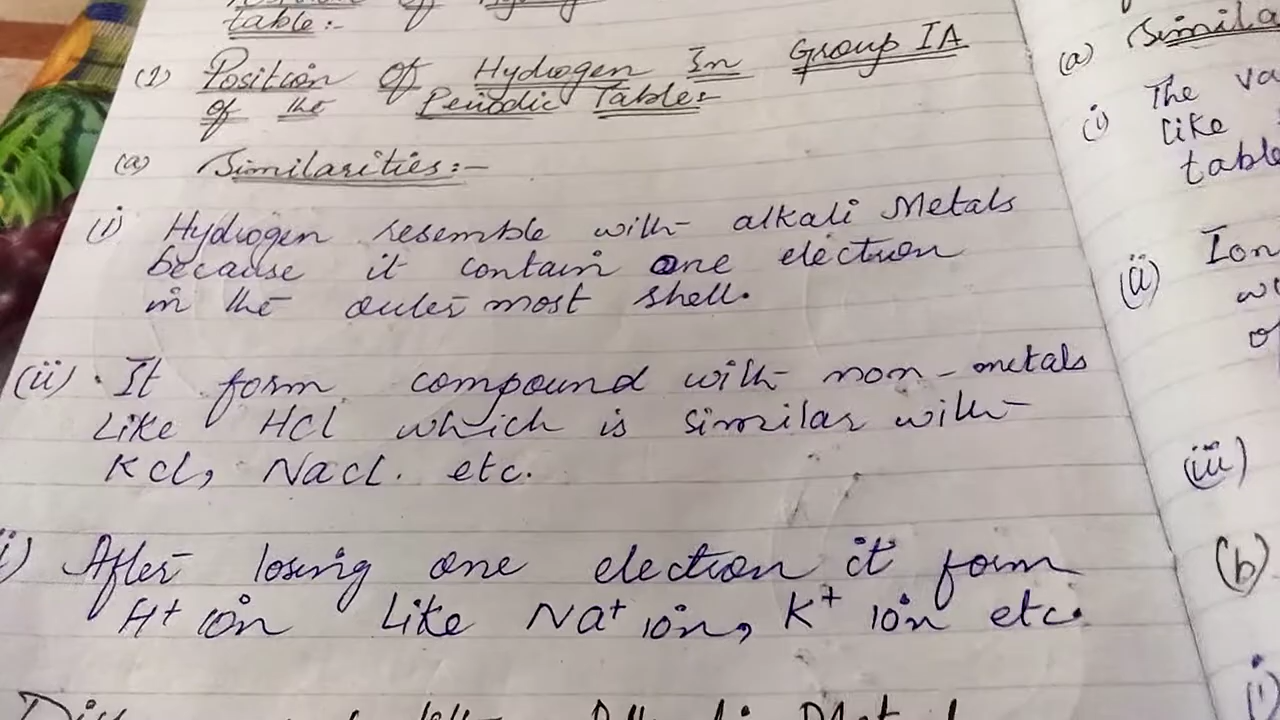 table:-
(1) Position Of Hydrogen In Group IA
of the Periodic Table:-
(a) Similarities:-
(i) Hydrogen resemble with alkali Metals
because it contain one electron
in the outer most shell.
(ii) It form compound with non-metals
Like HCl which is similar with
KCl, NaCl. etc.
After losing one electron it form
H+ ion Like Na+ ion, K+ ion etc.
(a)
(i) The
like
table
(ii)
(iii)
(b)
(i)